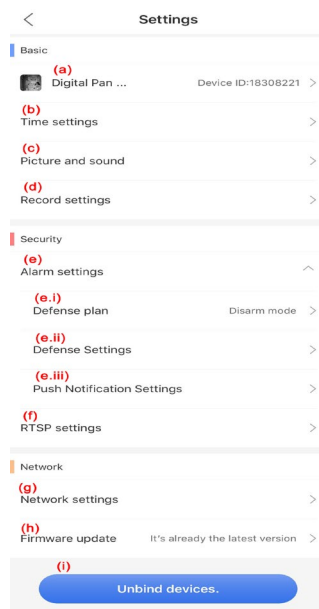 Settings
Basic
(a)
Digital Pan ... Device ID:18308221
(b)
Time settings
(c)
Picture and sound
(d)
Record settings
Security
(e)
Alarm settings
(e.i)
Defense plan Disarm mode
(e.ii)
Defense Settings
(e.iii)
Push Notification Settings
(f)
RTSP settings
Network
(g)
Network settings
(h)
Firmware update It's already the latest version
(i)
Unbind devices.